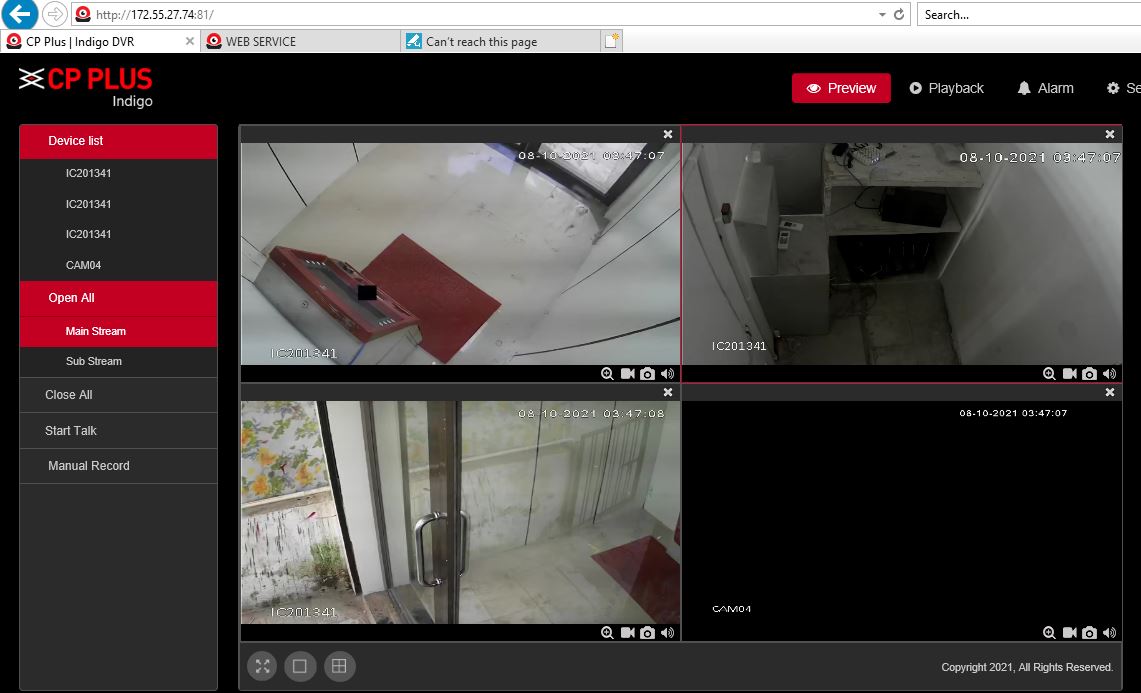 http://172.55.27.74:81/
Search...
CP Plus | Indigo DVR
WEB SERVICE
Can't reach this page
CP PLUS
Indigo
Preview
Playback
Alarm
Se
Device list
IC201341
IC201341
IC201341
CAM04
Open All
Main Stream
Sub Stream
Close All
Start Talk
Manual Record
08-10-2021 03:47:07
IC201341
08-10-2021 03:47:07
IC201341
08-10-2021 03:47:08
IC201341
08-10-2021 03:47:07
CAM04
Copyright 2021, All Rights Reserved.